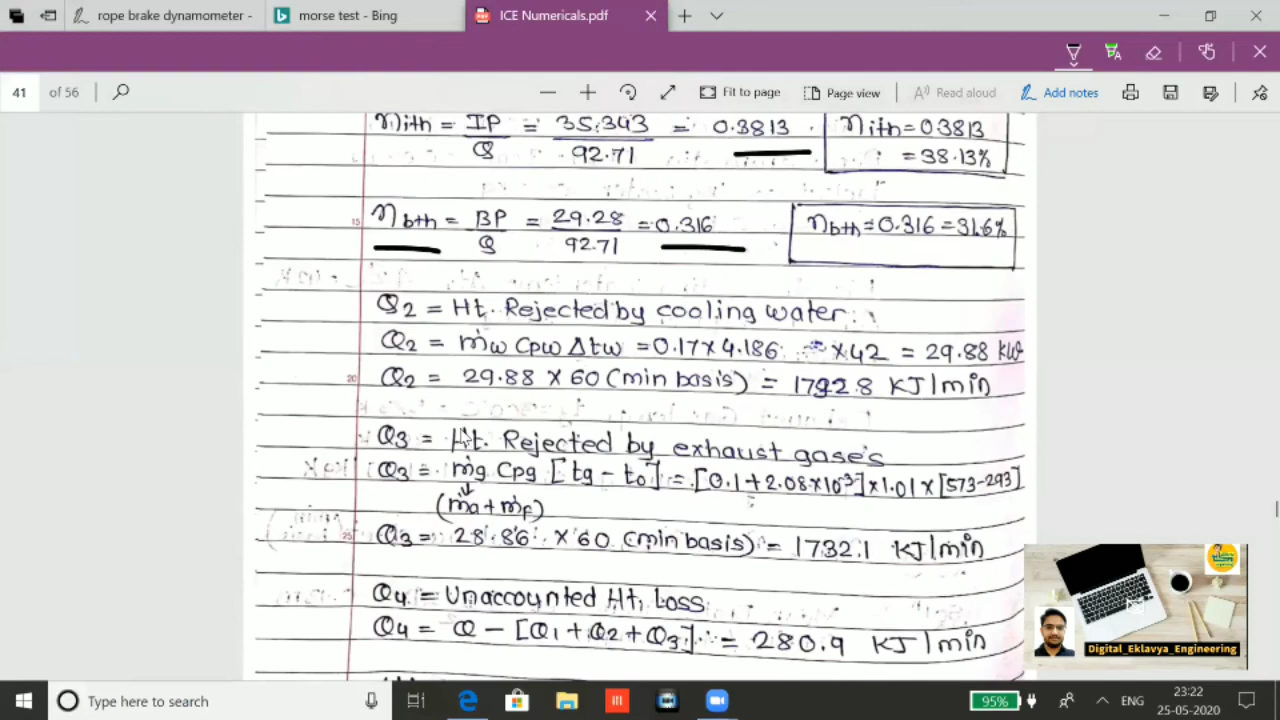 rope brake dynamometer -
morse test - Bing
ICE Numericals.pdf
41 of 56
Fit to page
Page view
Read aloud
Add notes
ηith = IP/Q = 35.343/92.71 = 0.3813
ηith = 0.3813
= 38.13%
15
ηbth = BP/Q = 29.28/92.71 = 0.316
ηbth = 0.316 = 31.6%
Q2 = Ht. Rejected by cooling water.
Q2 = ṁw Cpw Δtw = 0.17 × 4.186 × 42 = 29.88 kW
20
Q2 = 29.88 × 60 (min basis) = 1792.8 KJ/min
Q3 = Ht. Rejected by exhaust gases
Q3 = ṁg Cpg [tg - to] = [0.1 + 2.08×10⁻³] × 1.01 × [573-293]
↓
(ṁa + ṁf)
25
Q3 = 28.86 × 60 (min basis) = 1732.1 KJ/min
Q4 = Unaccounted Ht. Loss
Q4 = Q - [Q1 + Q2 + Q3] = 280.9 KJ/min
Digital_Eklavya_Engineering
Type here to search
95%
ENG
23:22
25-05-2020